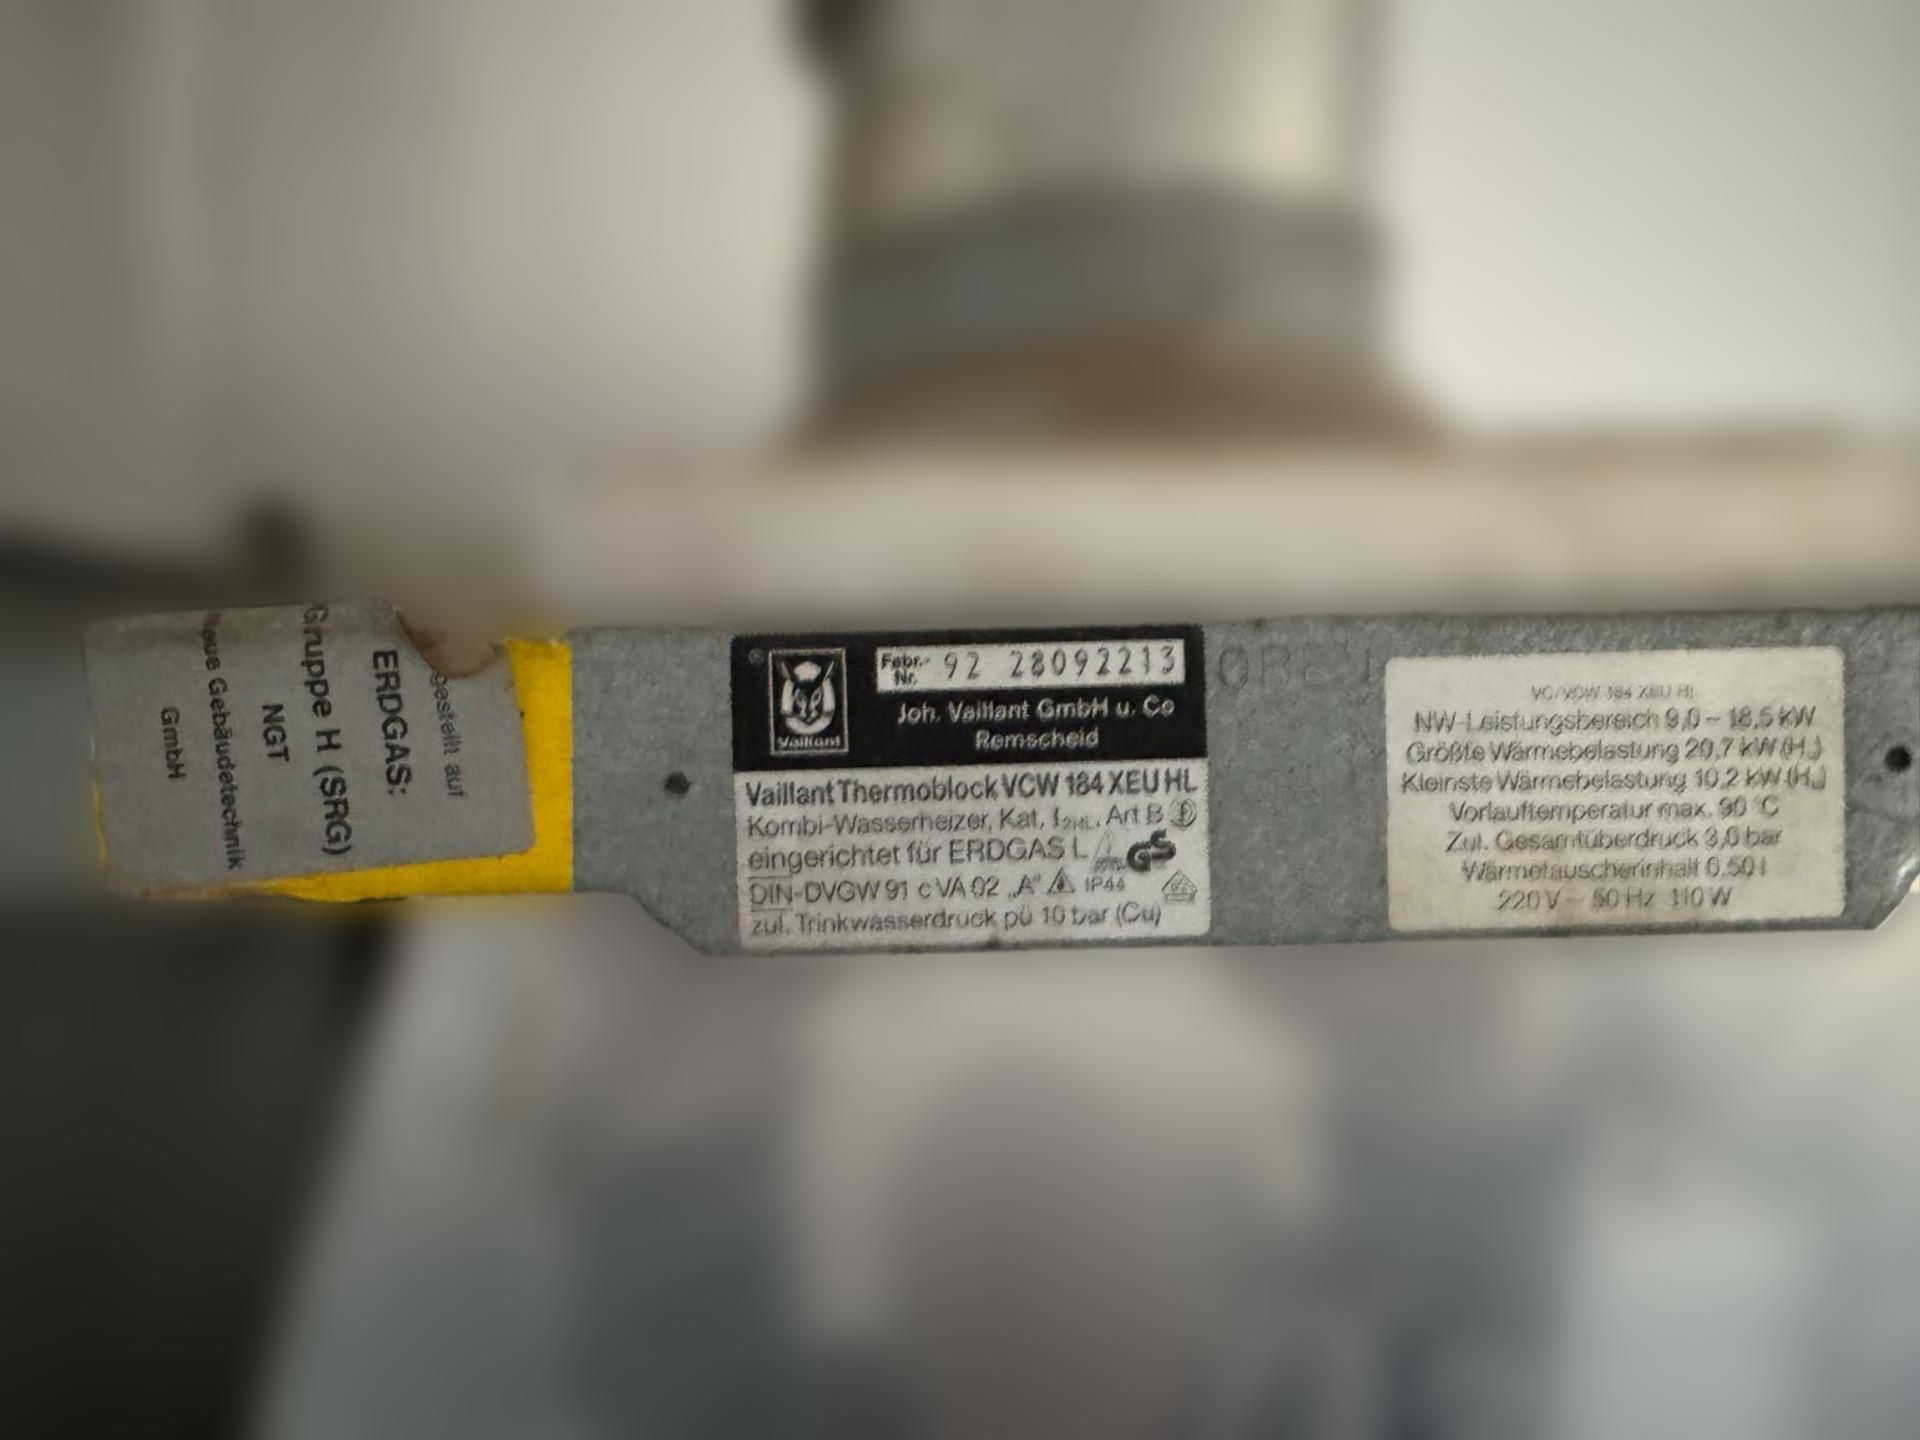 gestellt auf
ERDGAS:
Gruppe H (SRG)
NGT
Neue Gebäudetechnik
GmbH
® Vaillant
Fabr.-Nr. 92 28092213
Joh. Vaillant GmbH u. Co
Remscheid
Vaillant Thermoblock VCW 184 XEU HL
Kombi-Wasserheizer, Kat. I2HL, Art B
eingerichtet für ERDGAS L GS
DIN-DVGW 91 c VA 02 „A" IP44
zul. Trinkwasserdruck pü 10 bar (Cu)
VC/VCW 184 XEU HL
NW-Leistungsbereich 9,0 – 18,5 kW
Größte Wärmebelastung 20,7 kW (Hu)
Kleinste Wärmebelastung 10,2 kW (Hu)
Vorlauftemperatur max. 90 °C
Zul. Gesamtüberdruck 3,0 bar
Wärmetauscherinhalt 0,50 l
220 V ~ 50 Hz 110 W